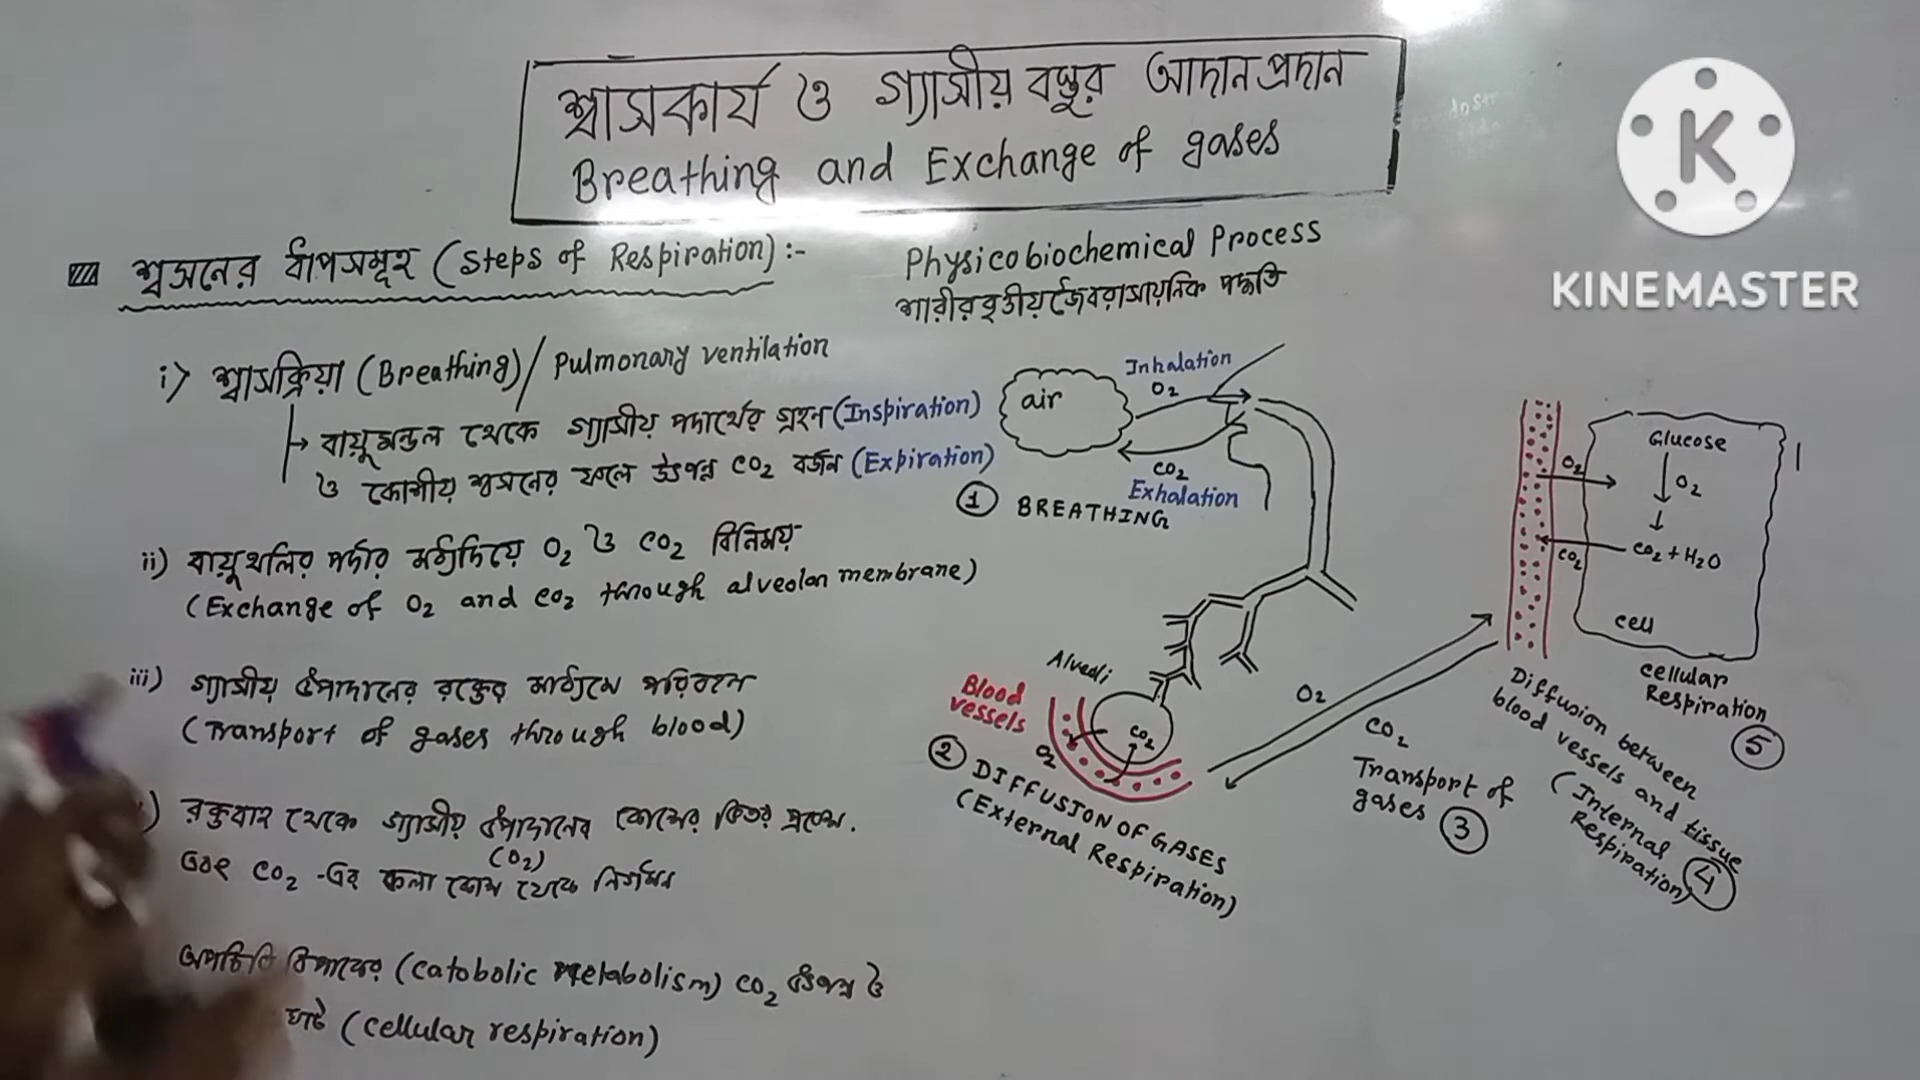 শ্বাসকার্য ও গ্যাসীয় বস্তুর আদান প্রদান
Breathing and Exchange of gases
K
KINEMASTER
শ্বসনের ধাপসমূহ (Steps of Respiration) :-
Physicobiochemical Process
শারীরবৃত্তীয় জৈবরাসায়নিক পদ্ধতি
i) শ্বাসক্রিয়া (Breathing) / Pulmonary ventilation
→ বায়ুমন্ডল থেকে গ্যাসীয় পদার্থের গ্রহন (Inspiration)
ও কোশীয় শ্বসনের ফলে উৎপন্ন CO2 বর্জন (Expiration)
ii) বায়ুথলির পর্দার মধ্যদিয়ে O2 ও CO2 বিনিময়
(Exchange of O2 and CO2 through alveolar membrane)
iii) গ্যাসীয় উপাদানের রক্তের মাধ্যমে পরিবহন
(Transport of gases through blood)
) রক্তবাহ থেকে গ্যাসীয় উপাদানের কোষের ভিতর প্রবেশ.
(O2)
এবং CO2 -এর কলা কোষ থেকে নির্গমন
(catobolic metabolism) CO2 উৎপন্ন ও
ঘটে (cellular respiration)
air
Inhalation
O2
CO2
Exhalation
1 BREATHING
Alveoli
Blood
vessels
CO2
O2
2 DIFFUSION OF GASES
(External Respiration)
O2
CO2
Transport of
gases 3
Glucose
O2
O2
CO2 + H2O
CO2
cell
cellular
Respiration
5
Diffusion between
blood vessels and tissue
(Internal
Respiration) 4